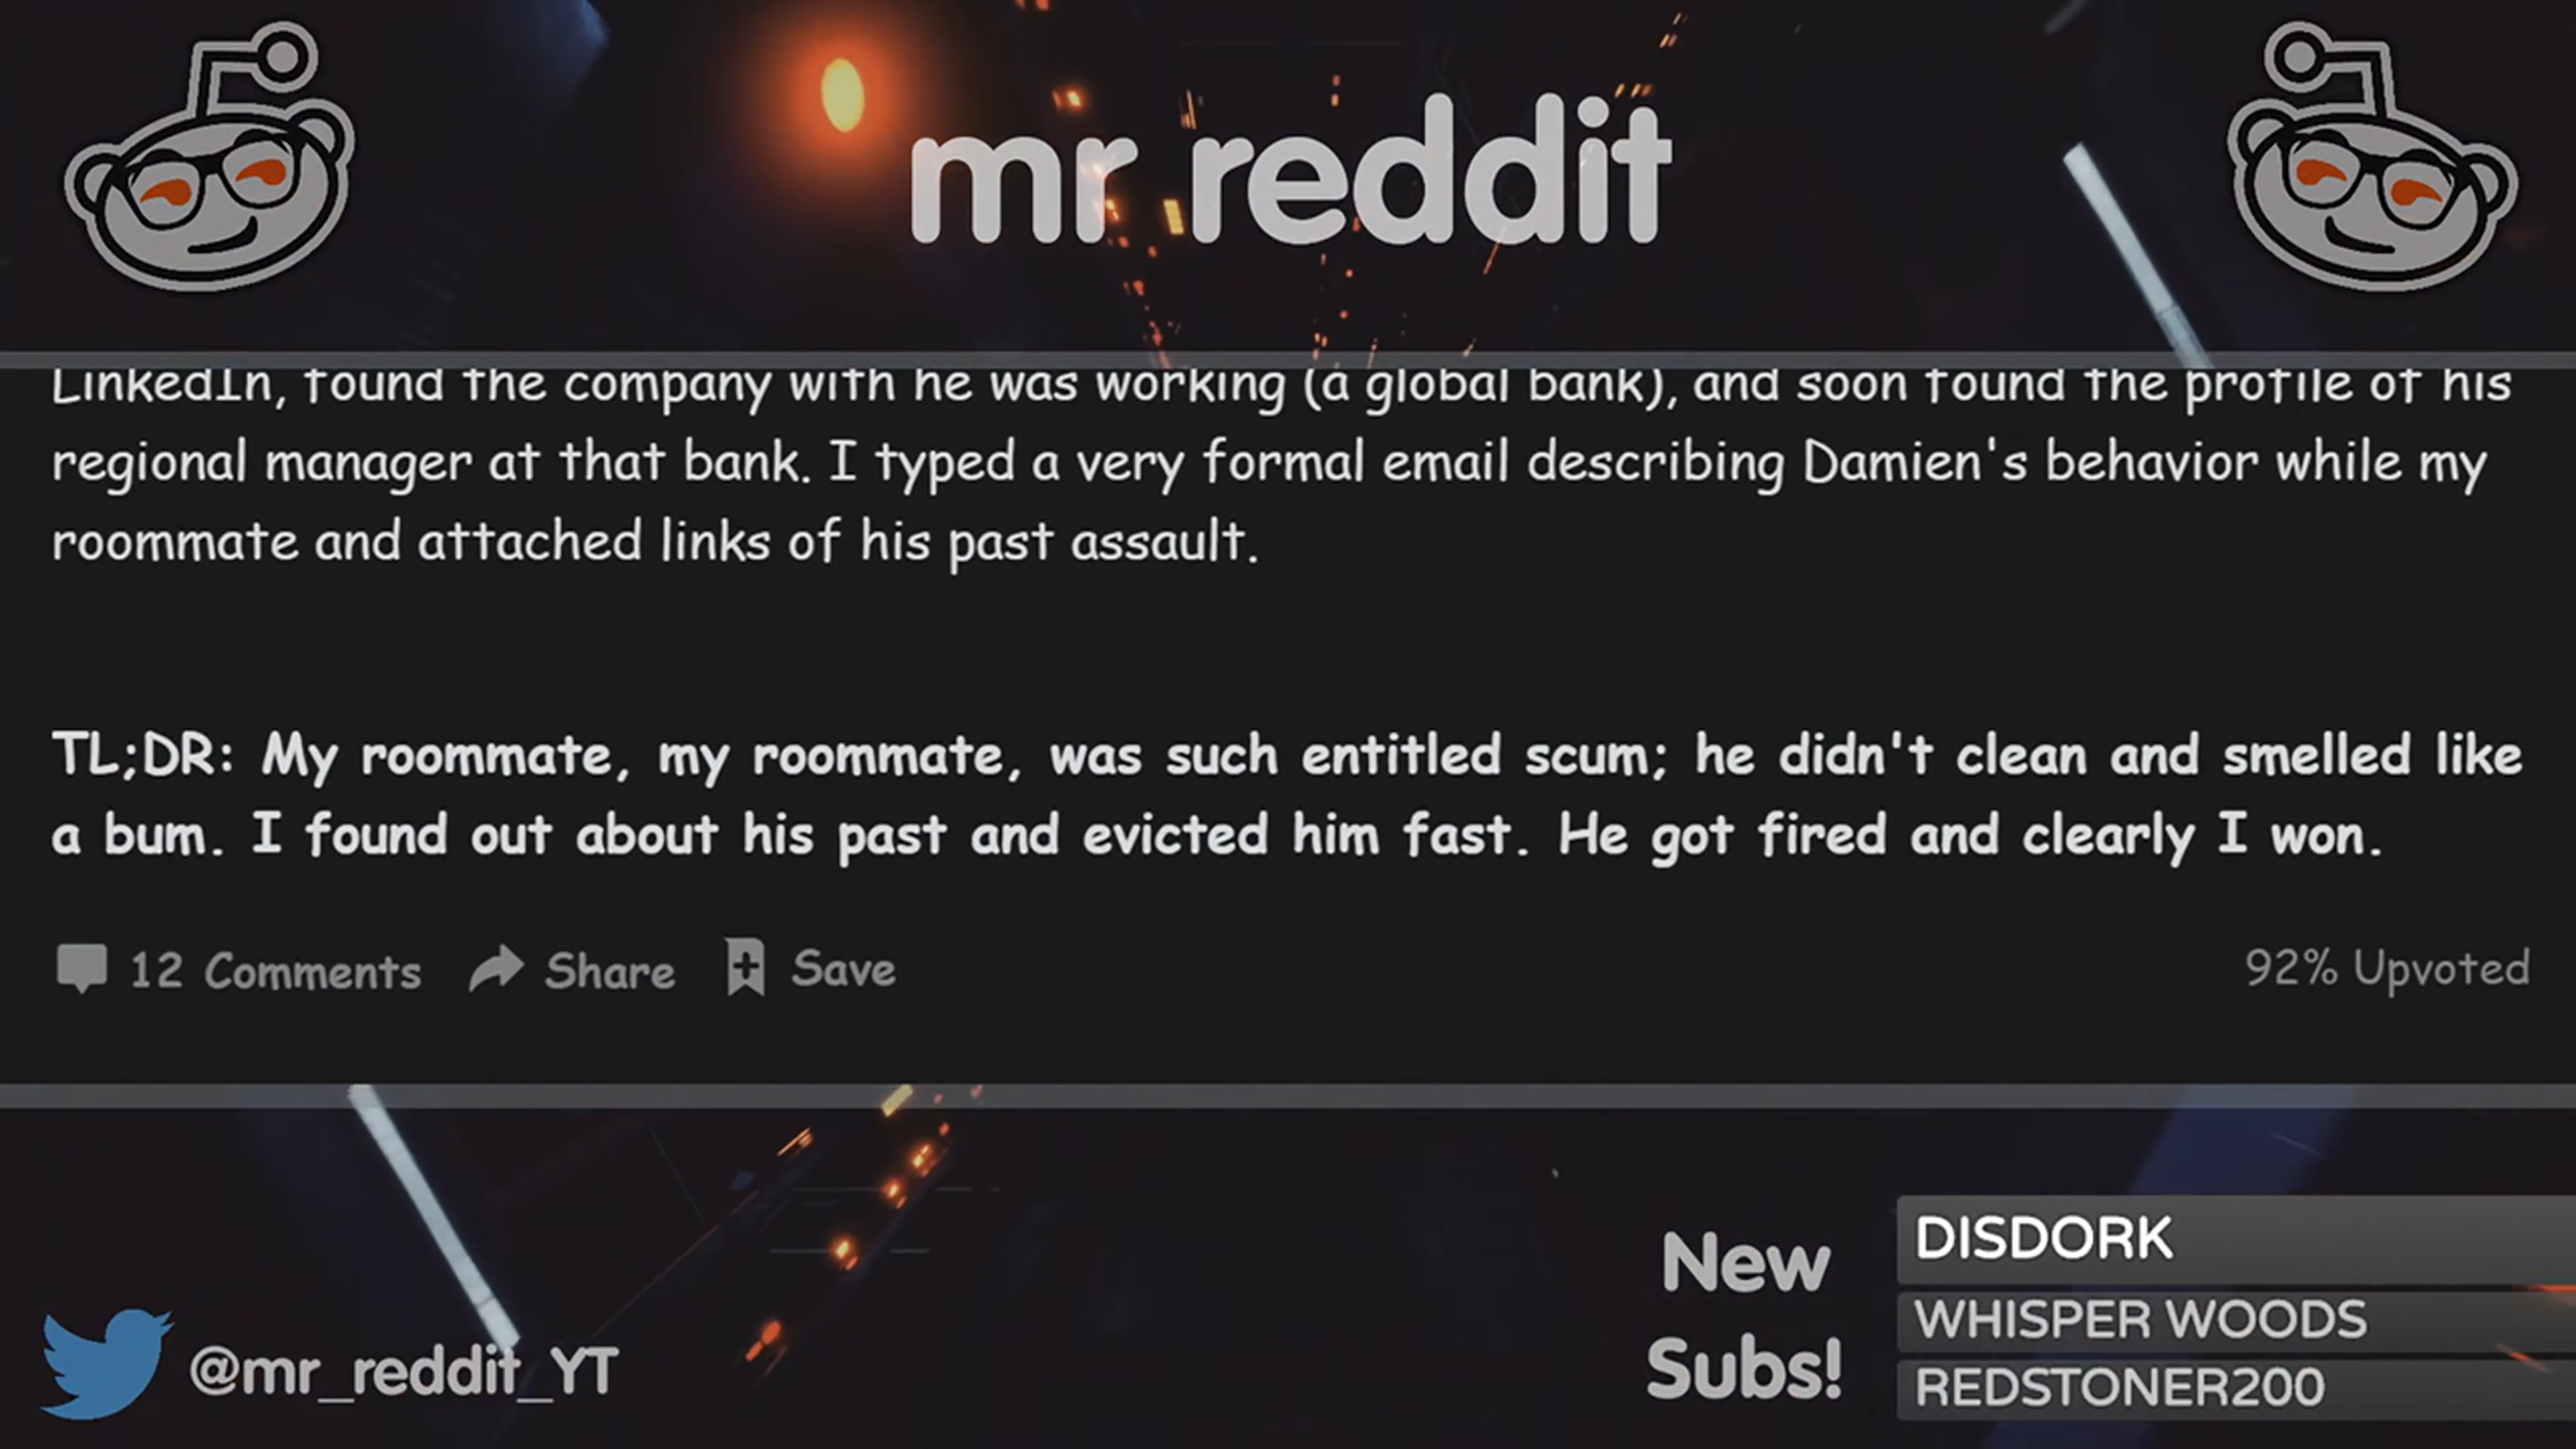 mr reddit
LinkedIn, found the company with he was working (a global bank), and soon found the profile of his
regional manager at that bank. I typed a very formal email describing Damien's behavior while my
roommate and attached links of his past assault.
TL;DR: My roommate, my roommate, was such entitled scum; he didn't clean and smelled like
a bum. I found out about his past and evicted him fast. He got fired and clearly I won.
12 Comments Share Save 92% Upvoted
New
Subs!
DISDORK
WHISPER WOODS
REDSTONER200
@mr_reddit_YT